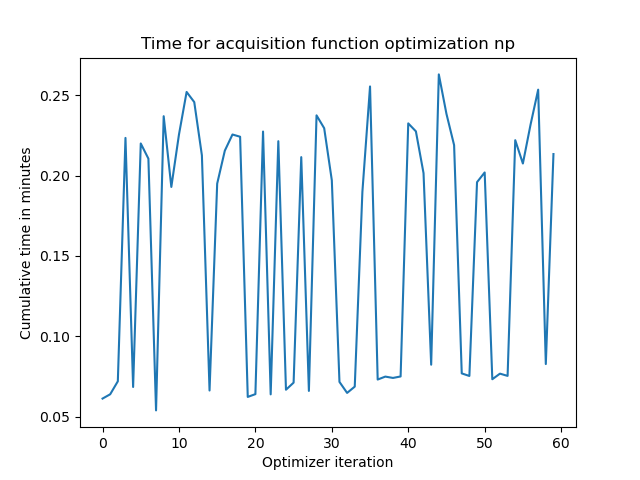 Time for acquisition function optimization np
Cumulative time in minutes
0.25
0.20
0.15
0.10
0.05
0 10 20 30 40 50 60
Optimizer iteration